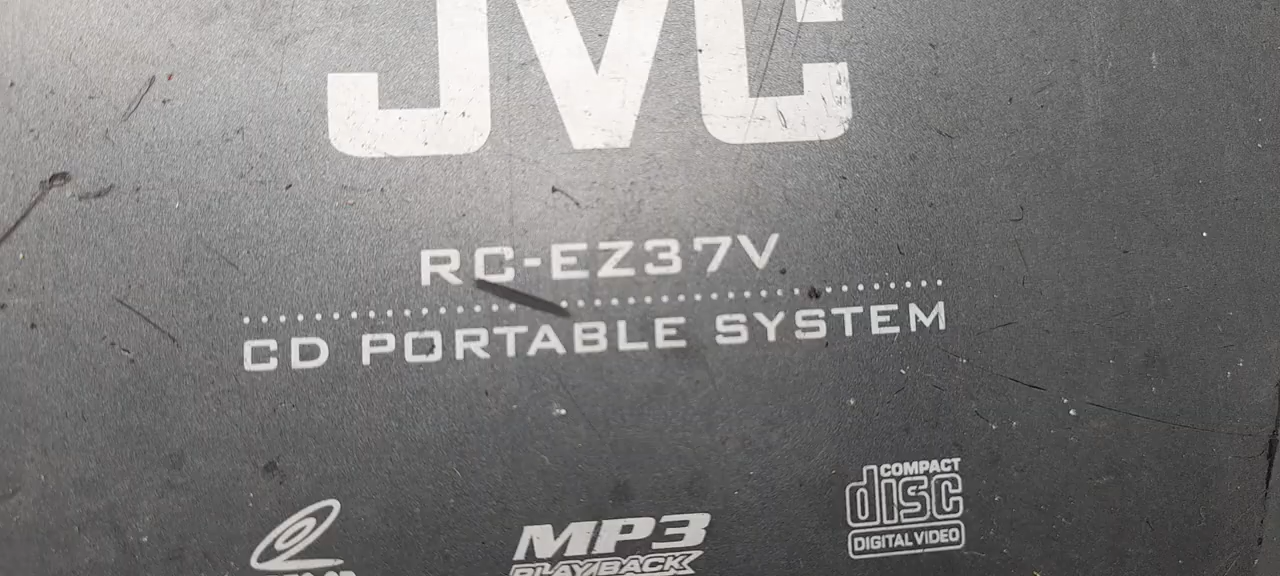 JVC
RC-EZ37V
CD PORTABLE SYSTEM
COMPACT
disc
DIGITAL VIDEO
MP3
PLAYBACK